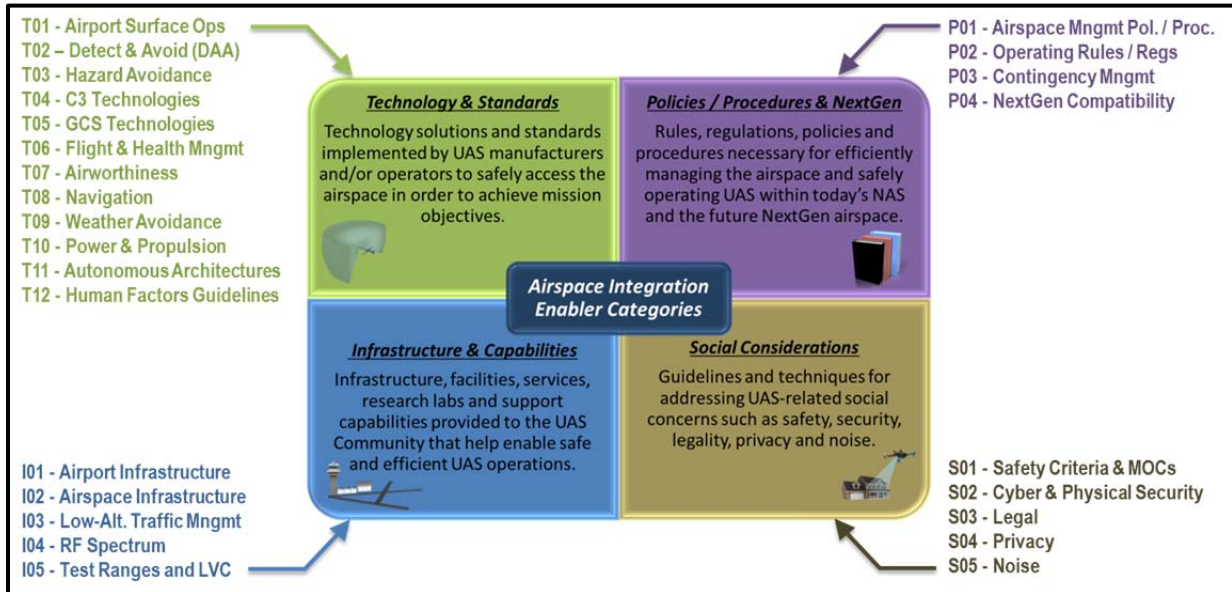 T01 - Airport Surface Ops
T02 – Detect & Avoid (DAA)
T03 - Hazard Avoidance
T04 - C3 Technologies
T05 - GCS Technologies
T06 - Flight & Health Mngmt
T07 - Airworthiness
T08 - Navigation
T09 - Weather Avoidance
T10 - Power & Propulsion
T11 - Autonomous Architectures
T12 - Human Factors Guidelines
P01 - Airspace Mngmt Pol. / Proc.
P02 - Operating Rules / Regs
P03 - Contingency Mngmt
P04 - NextGen Compatibility
Technology & Standards
Technology solutions and standards
implemented by UAS manufacturers
and/or operators to safely access the
airspace in order to achieve mission
objectives.
Policies / Procedures & NextGen
Rules, regulations, policies and
procedures necessary for efficiently
managing the airspace and safely
operating UAS within today's NAS
and the future NextGen airspace.
Airspace Integration
Enabler Categories
Infrastructure & Capabilities
Infrastructure, facilities, services,
research labs and support
capabilities provided to the UAS
Community that help enable safe
and efficient UAS operations.
Social Considerations
Guidelines and techniques for
addressing UAS-related social
concerns such as safety, security,
legality, privacy and noise.
I01 - Airport Infrastructure
I02 - Airspace Infrastructure
I03 - Low-Alt. Traffic Mngmt
I04 - RF Spectrum
I05 - Test Ranges and LVC
S01 - Safety Criteria & MOCs
S02 - Cyber & Physical Security
S03 - Legal
S04 - Privacy
S05 - Noise